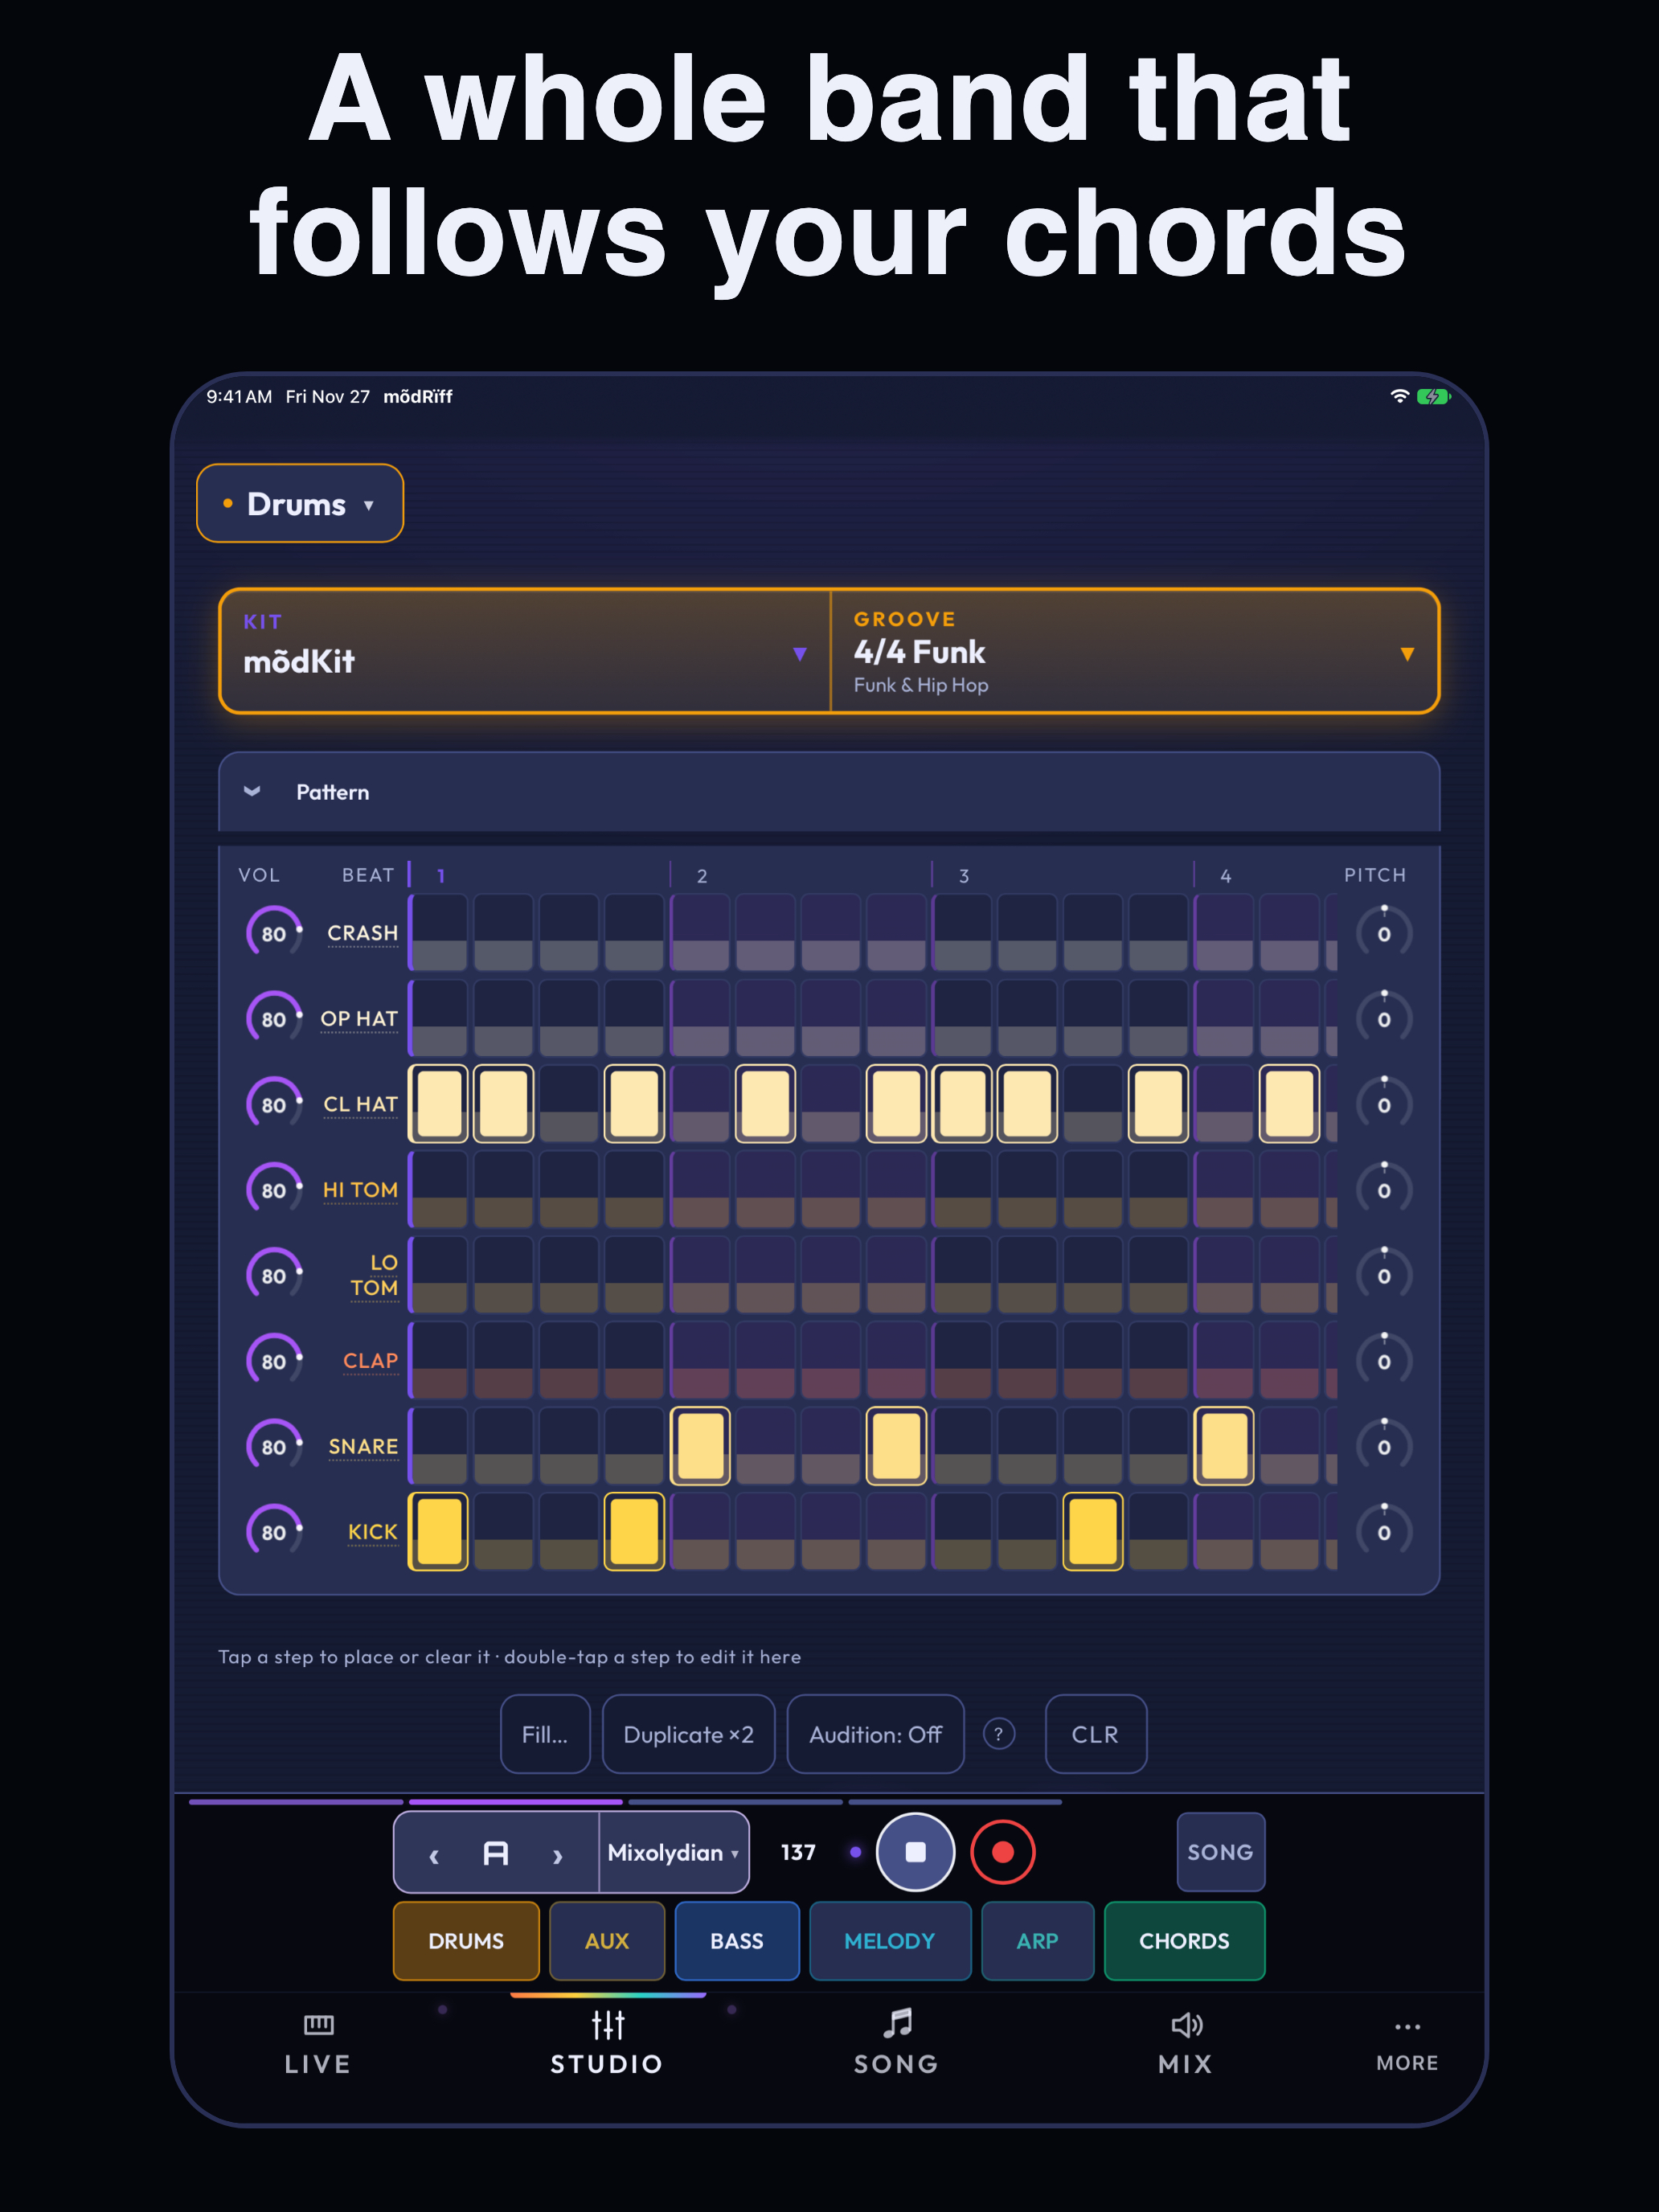 A whole band that
follows your chords
9:41 AM Fri Nov 27 mõdRïff
Drums ▾
KIT
mõdKit
GROOVE
4/4 Funk
Funk & Hip Hop
Pattern
VOL BEAT 1 2 3 4 PITCH
80 CRASH 0
80 OP HAT 0
80 CL HAT 0
80 HI TOM 0
80 LO
TOM 0
80 CLAP 0
80 SNARE 0
80 KICK 0
Tap a step to place or clear it · double-tap a step to edit it here
Fill... Duplicate ×2 Audition: Off ? CLR
‹ A › Mixolydian ▾ 137 SONG
DRUMS AUX BASS MELODY ARP CHORDS
LIVE STUDIO SONG MIX MORE